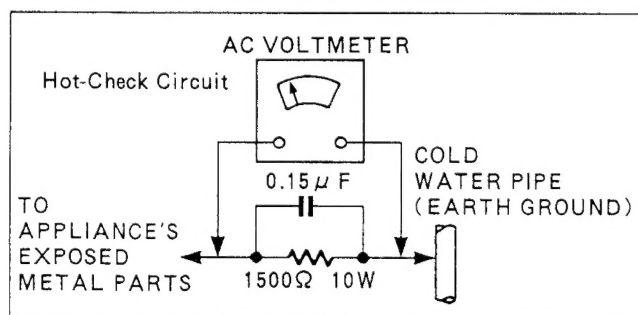 AC VOLTMETER
Hot-Check Circuit
COLD
WATER PIPE
(EARTH GROUND)
0.15 μ F
TO
APPLIANCE'S
EXPOSED
METAL PARTS
1500Ω 10W